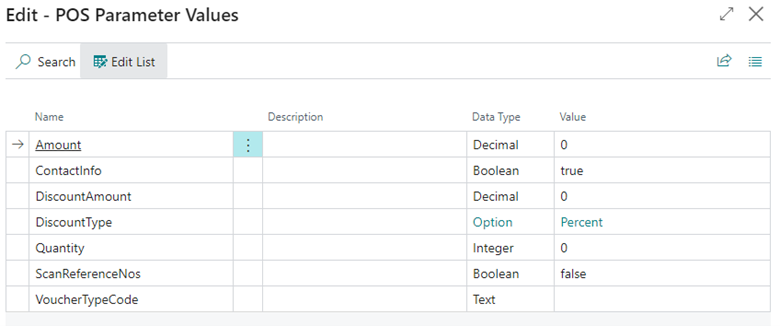 Edit - POS Parameter Values
Search Edit List
Name Description Data Type Value
Amount Decimal 0
ContactInfo Boolean true
DiscountAmount Decimal 0
DiscountType Option Percent
Quantity Integer 0
ScanReferenceNos Boolean false
VoucherTypeCode Text